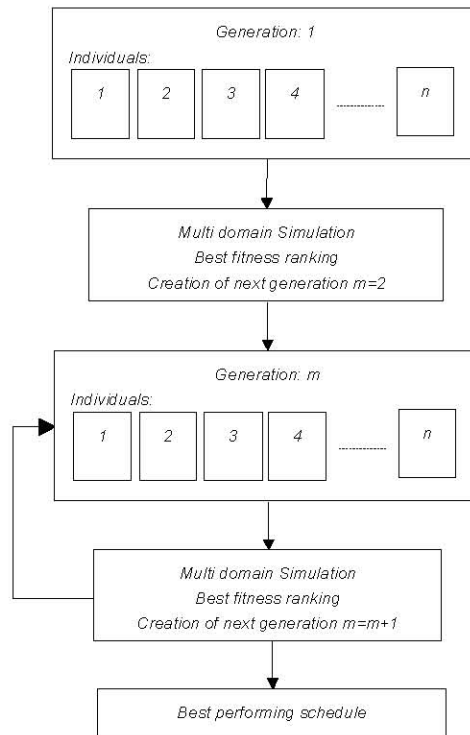 Generation: 1
Individuals:
1 2 3 4 n
Multi domain Simulation
Best fitness ranking
Creation of next generation m=2
Generation: m
Individuals:
1 2 3 4 n
Multi domain Simulation
Best fitness ranking
Creation of next generation m=m+1
Best performing schedule